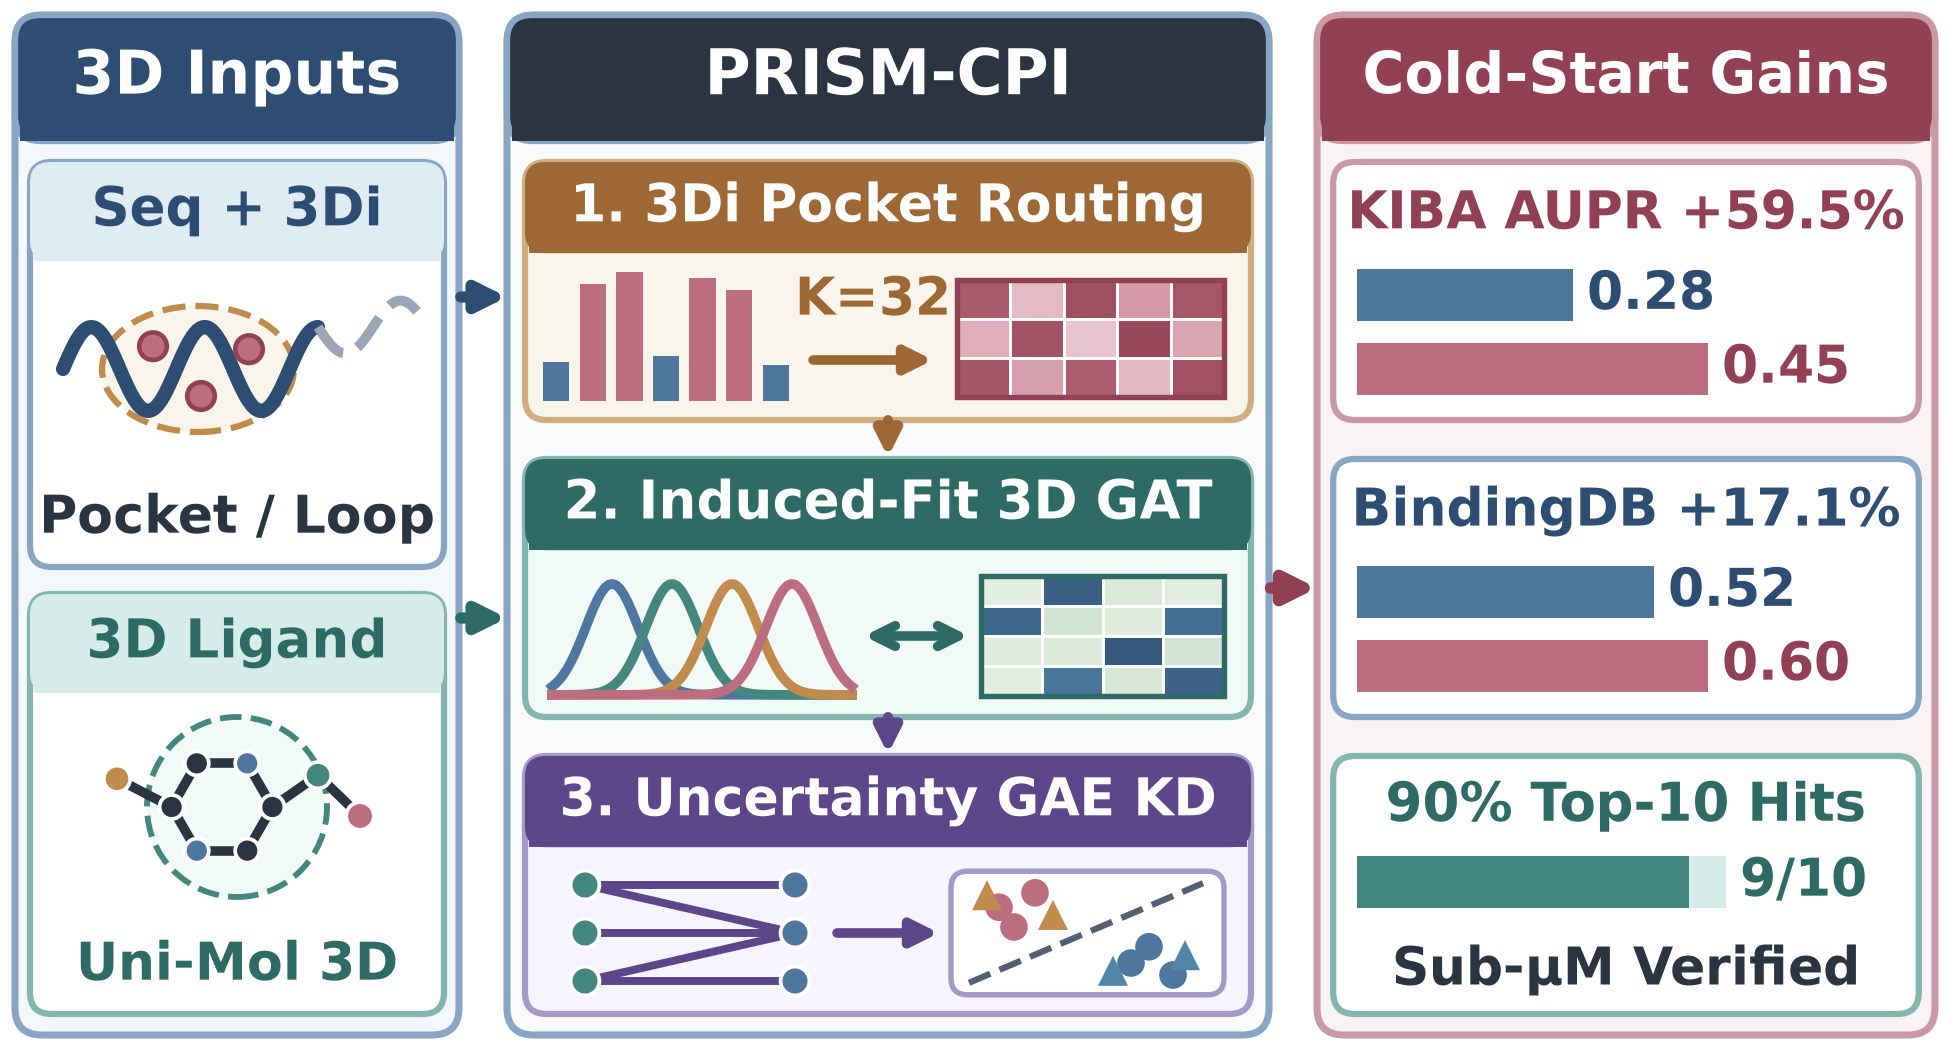 3D Inputs
Seq + 3Di
Pocket / Loop
3D Ligand
Uni-Mol 3D
PRISM-CPI
1. 3Di Pocket Routing
K=32
2. Induced-Fit 3D GAT
3. Uncertainty GAE KD
Cold-Start Gains
KIBA AUPR +59.5%
0.28
0.45
BindingDB +17.1%
0.52
0.60
90% Top-10 Hits
9/10
Sub-μM Verified